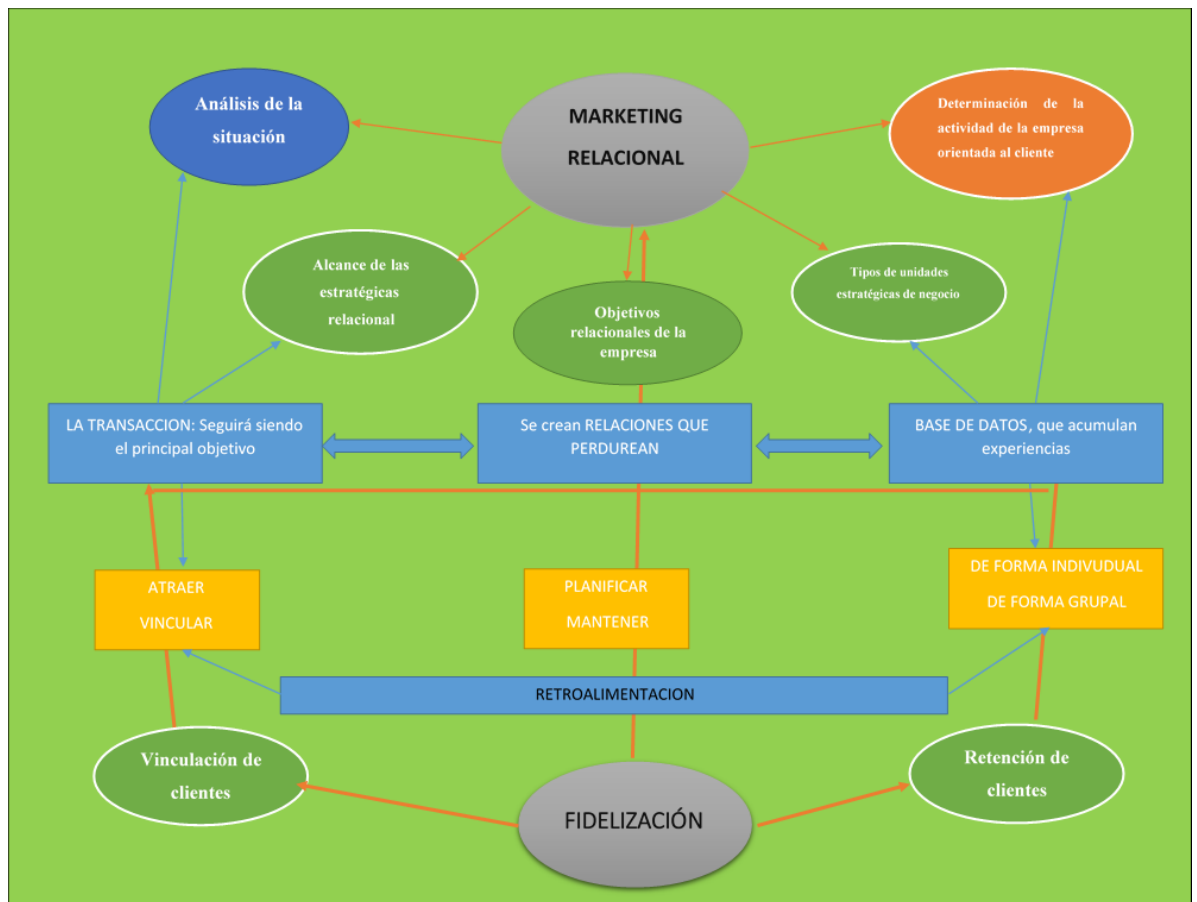 MARKETING
RELACIONAL
Análisis de la
situación
Determinación de la
actividad de la empresa
orientada al cliente
Alcance de las
estratégicas
relacional
Objetivos
relacionales de la
empresa
Tipos de unidades
estratégicas de negocio
LA TRANSACCION: Seguirá siendo
el principal objetivo
Se crean RELACIONES QUE
PERDUREAN
BASE DE DATOS, que acumulan
experiencias
ATRAER
VINCULAR
PLANIFICAR
MANTENER
DE FORMA INDIVUDUAL
DE FORMA GRUPAL
RETROALIMENTACION
Vinculación de
clientes
FIDELIZACIÓN
Retención de
clientes